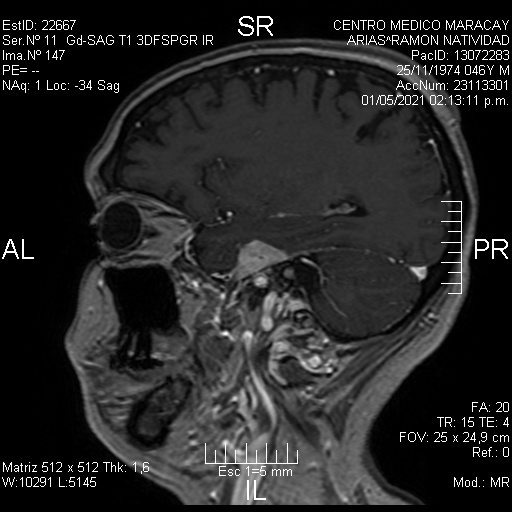 EstID: 22667
Ser.Nº 11 Gd-SAG T1 3DFSPGR IR
Ima.Nº 147
PE= --
NAq: 1 Loc: -34 Sag
SR
CENTRO MEDICO MARACAY
ARIAS^RAMON NATIVIDAD
PacID: 13072283
25/11/1974 046Y M
AccNum: 23113301
01/05/2021 02:13:11 p.m.
AL
PR
Matriz 512 x 512 Thk: 1,6
W:10291 L:5145
Esc 1=5 mm
IL
FA: 20
TR: 15 TE: 4
FOV: 25 x 24,9 cm
Ref.: 0
Mod.: MR